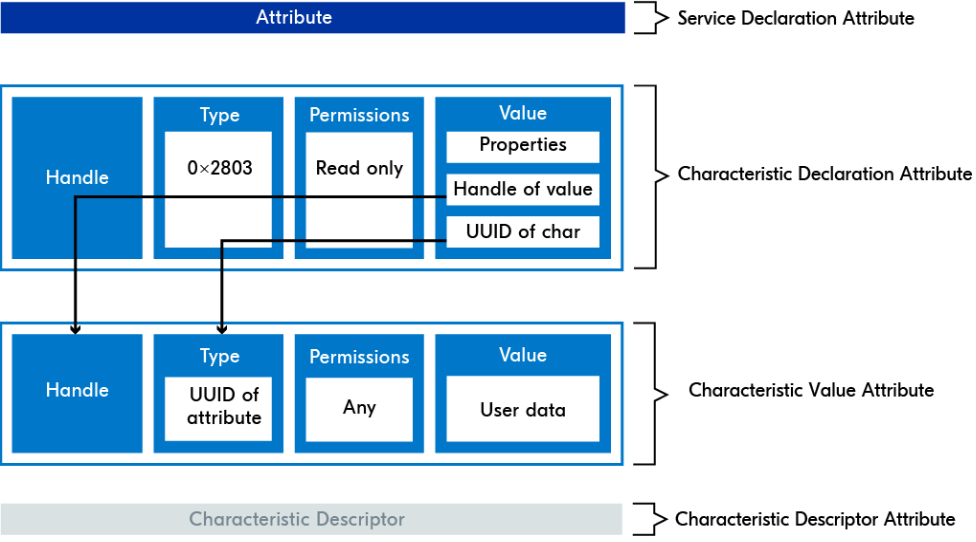 Attribute
Service Declaration Attribute
Type
Permissions
Value
0×2803
Read only
Properties
Handle
Handle of value
UUID of char
Characteristic Declaration Attribute
Type
Permissions
Value
Handle
UUID of
attribute
Any
User data
Characteristic Value Attribute
Characteristic Descriptor
Characteristic Descriptor Attribute